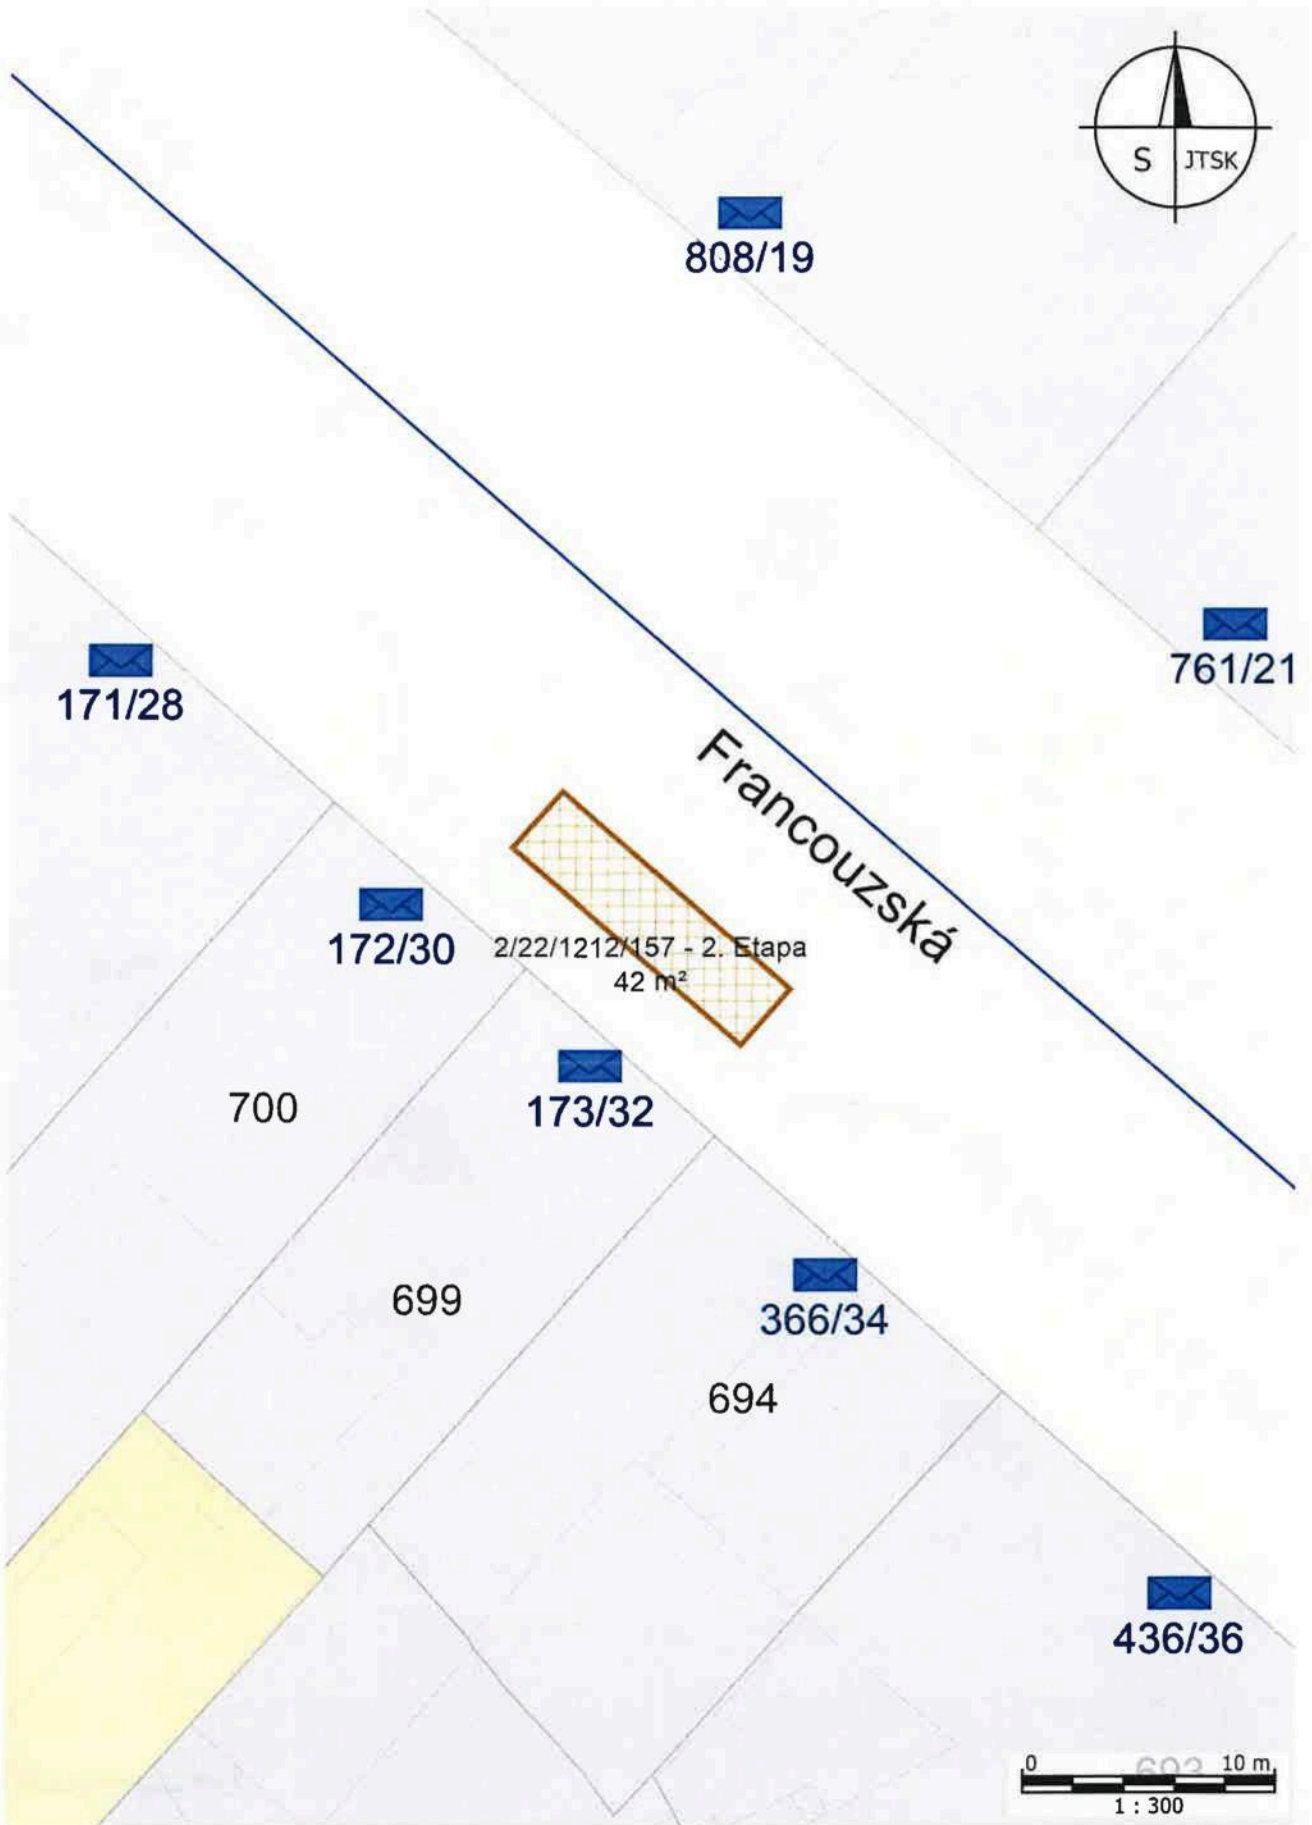 S JTSK
808/19
761/21
171/28
Francouzská
172/30
2/22/1212/157 - 2. Etapa
42 m²
173/32
700
699
366/34
694
436/36
693
0 10 m
1 : 300